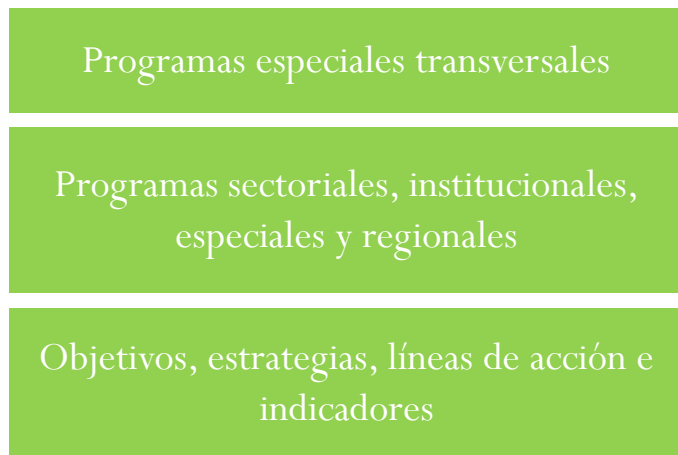 Programas especiales transversales
Programas sectoriales, institucionales,
especiales y regionales
Objetivos, estrategias, líneas de acción e
indicadores